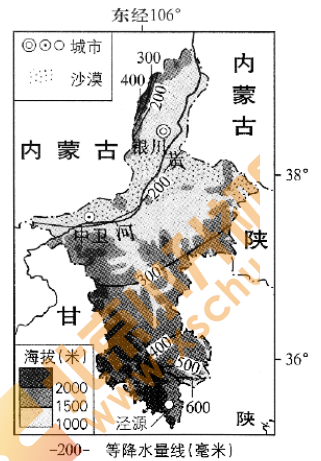 东经106°
城市
沙漠
300
400
200
内蒙古
内蒙古
银川
黄
38°
200
中卫
河
陕
300
甘
400
500
36°
600
泾源
陕
海拔(米)
2000
1500
1000
-200- 等降水量线(毫米)